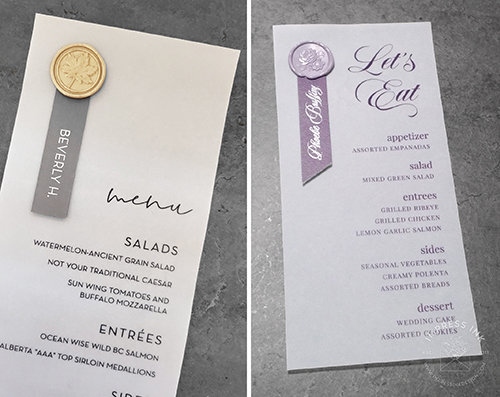 BEVERLY H.
menu
SALADS
WATERMELON-ANCIENT GRAIN SALAD
NOT YOUR TRADITIONAL CAESAR
SUN WING TOMATOES AND
BUFFALO MOZZARELLA
ENTRÉES
OCEAN WISE WILD BC SALMON
ALBERTA "AAA" TOP SIRLOIN MEDALLIONS
Phoebe Buffay
Let's
Eat
appetizer
ASSORTED EMPANADAS
salad
MIXED GREEN SALAD
entrees
GRILLED RIBEYE
GRILLED CHICKEN
LEMON GARLIC SALMON
sides
SEASONAL VEGETABLES
CREAMY POLENTA
ASSORTED BREADS
dessert
WEDDING CAKE
ASSORTED COOKIES